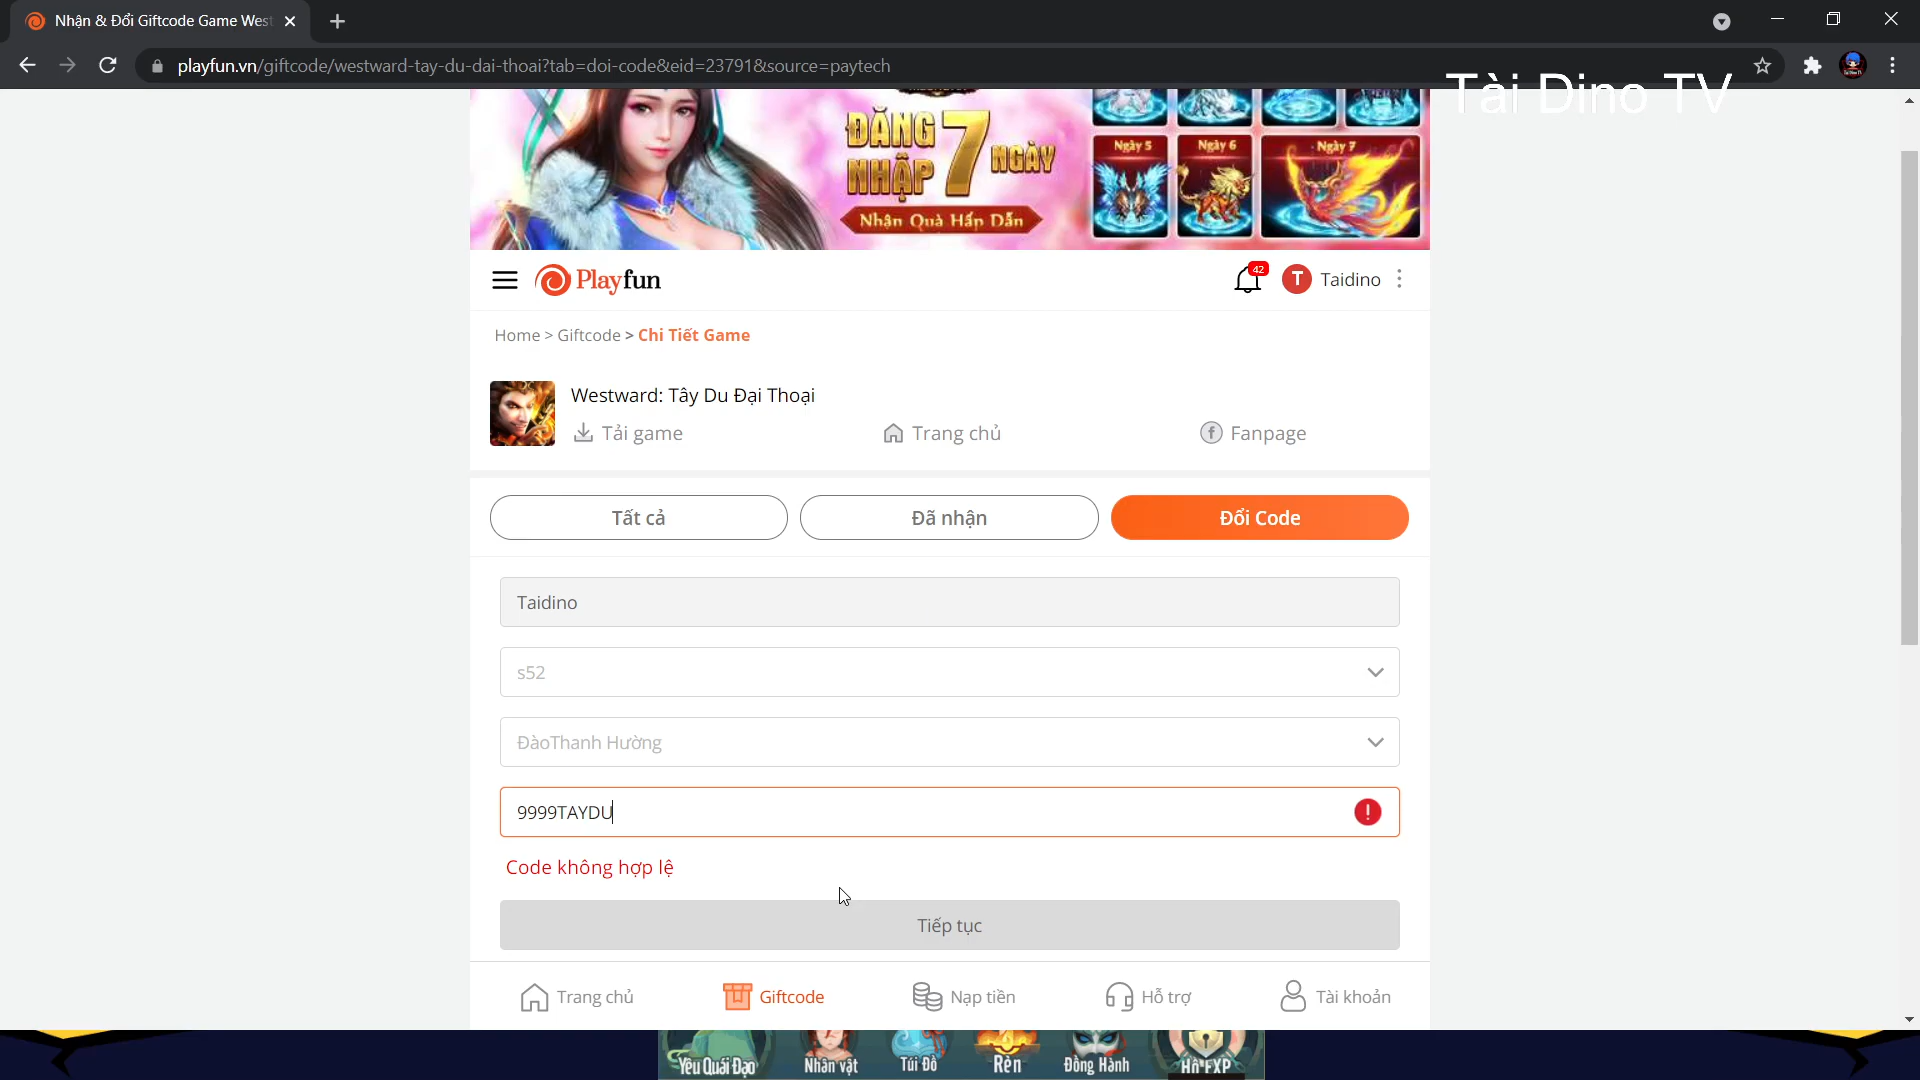 Nhận & Đổi Giftcode Game West
playfun.vn/giftcode/westward-tay-du-dai-thoai?tab=doi-code&eid=23791&source=paytech
Tài Dino TV
ĐĂNG
NHẬP 7 NGÀY
Nhận Quà Hấp Dẫn
Ngày 5 Ngày 6 Ngày 7
Playfun
42
T Taidino
Home > Giftcode > Chi Tiết Game
Westward: Tây Du Đại Thoại
Tải game Trang chủ Fanpage
Tất cả Đã nhận Đổi Code
Taidino
s52
ĐàoThanh Hường
9999TAYDU
Code không hợp lệ
Tiếp tục
Trang chủ Giftcode Nạp tiền Hỗ trợ Tài khoản
Yêu Quái Đạo Nhân vật Túi Đồ Rèn Đồng Hành Hồ EXP